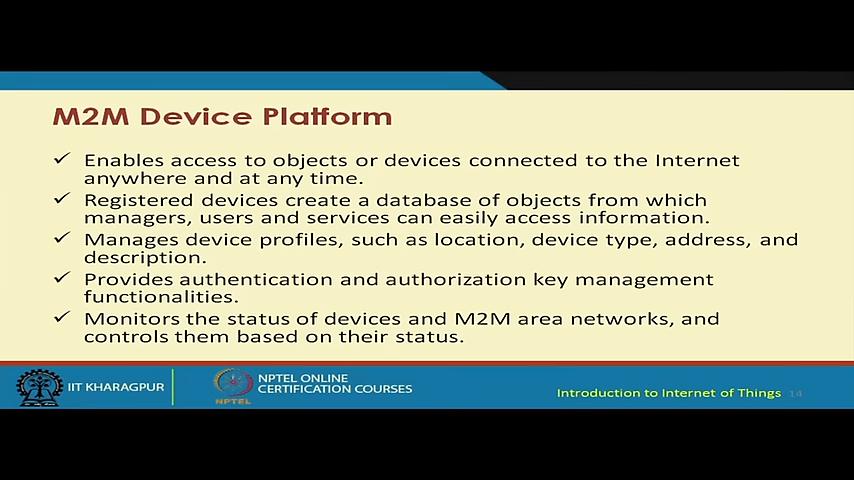 M2M Device Platform
✓ Enables access to objects or devices connected to the Internet
anywhere and at any time.
✓ Registered devices create a database of objects from which
managers, users and services can easily access information.
✓ Manages device profiles, such as location, device type, address, and
description.
✓ Provides authentication and authorization key management
functionalities.
✓ Monitors the status of devices and M2M area networks, and
controls them based on their status.
IIT KHARAGPUR
NPTEL
NPTEL ONLINE
CERTIFICATION COURSES
Introduction to Internet of Things 14